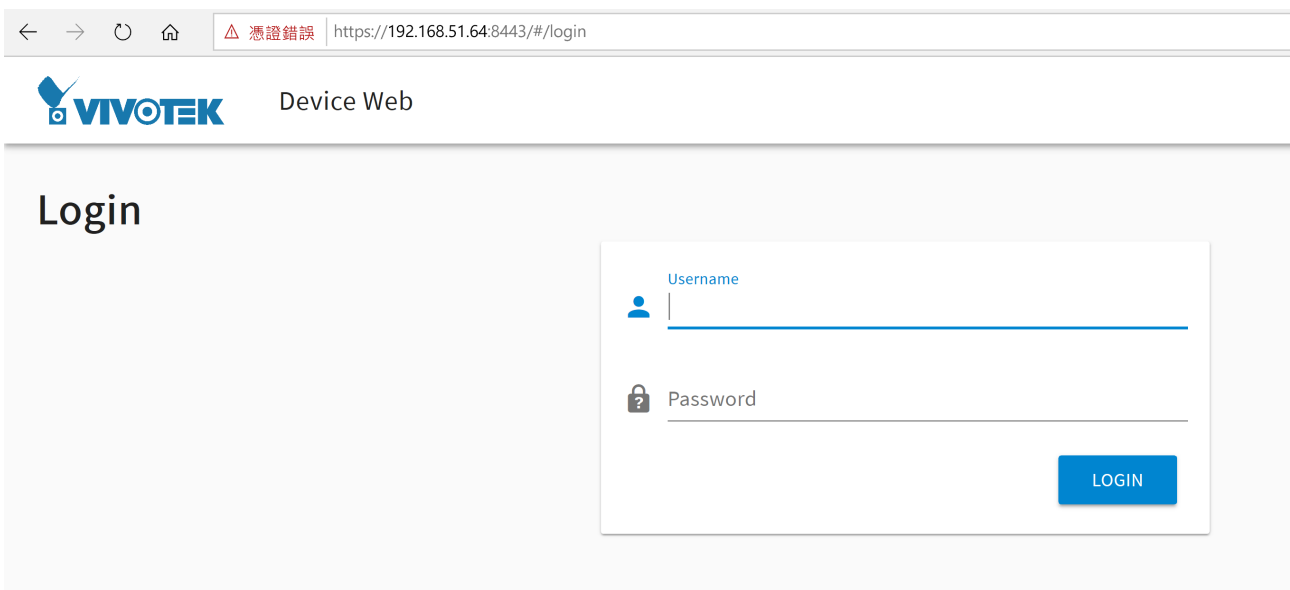 憑證錯誤 https://192.168.51.64:8443/#/login
VIVOTEK Device Web
Login
Username
Password
LOGIN